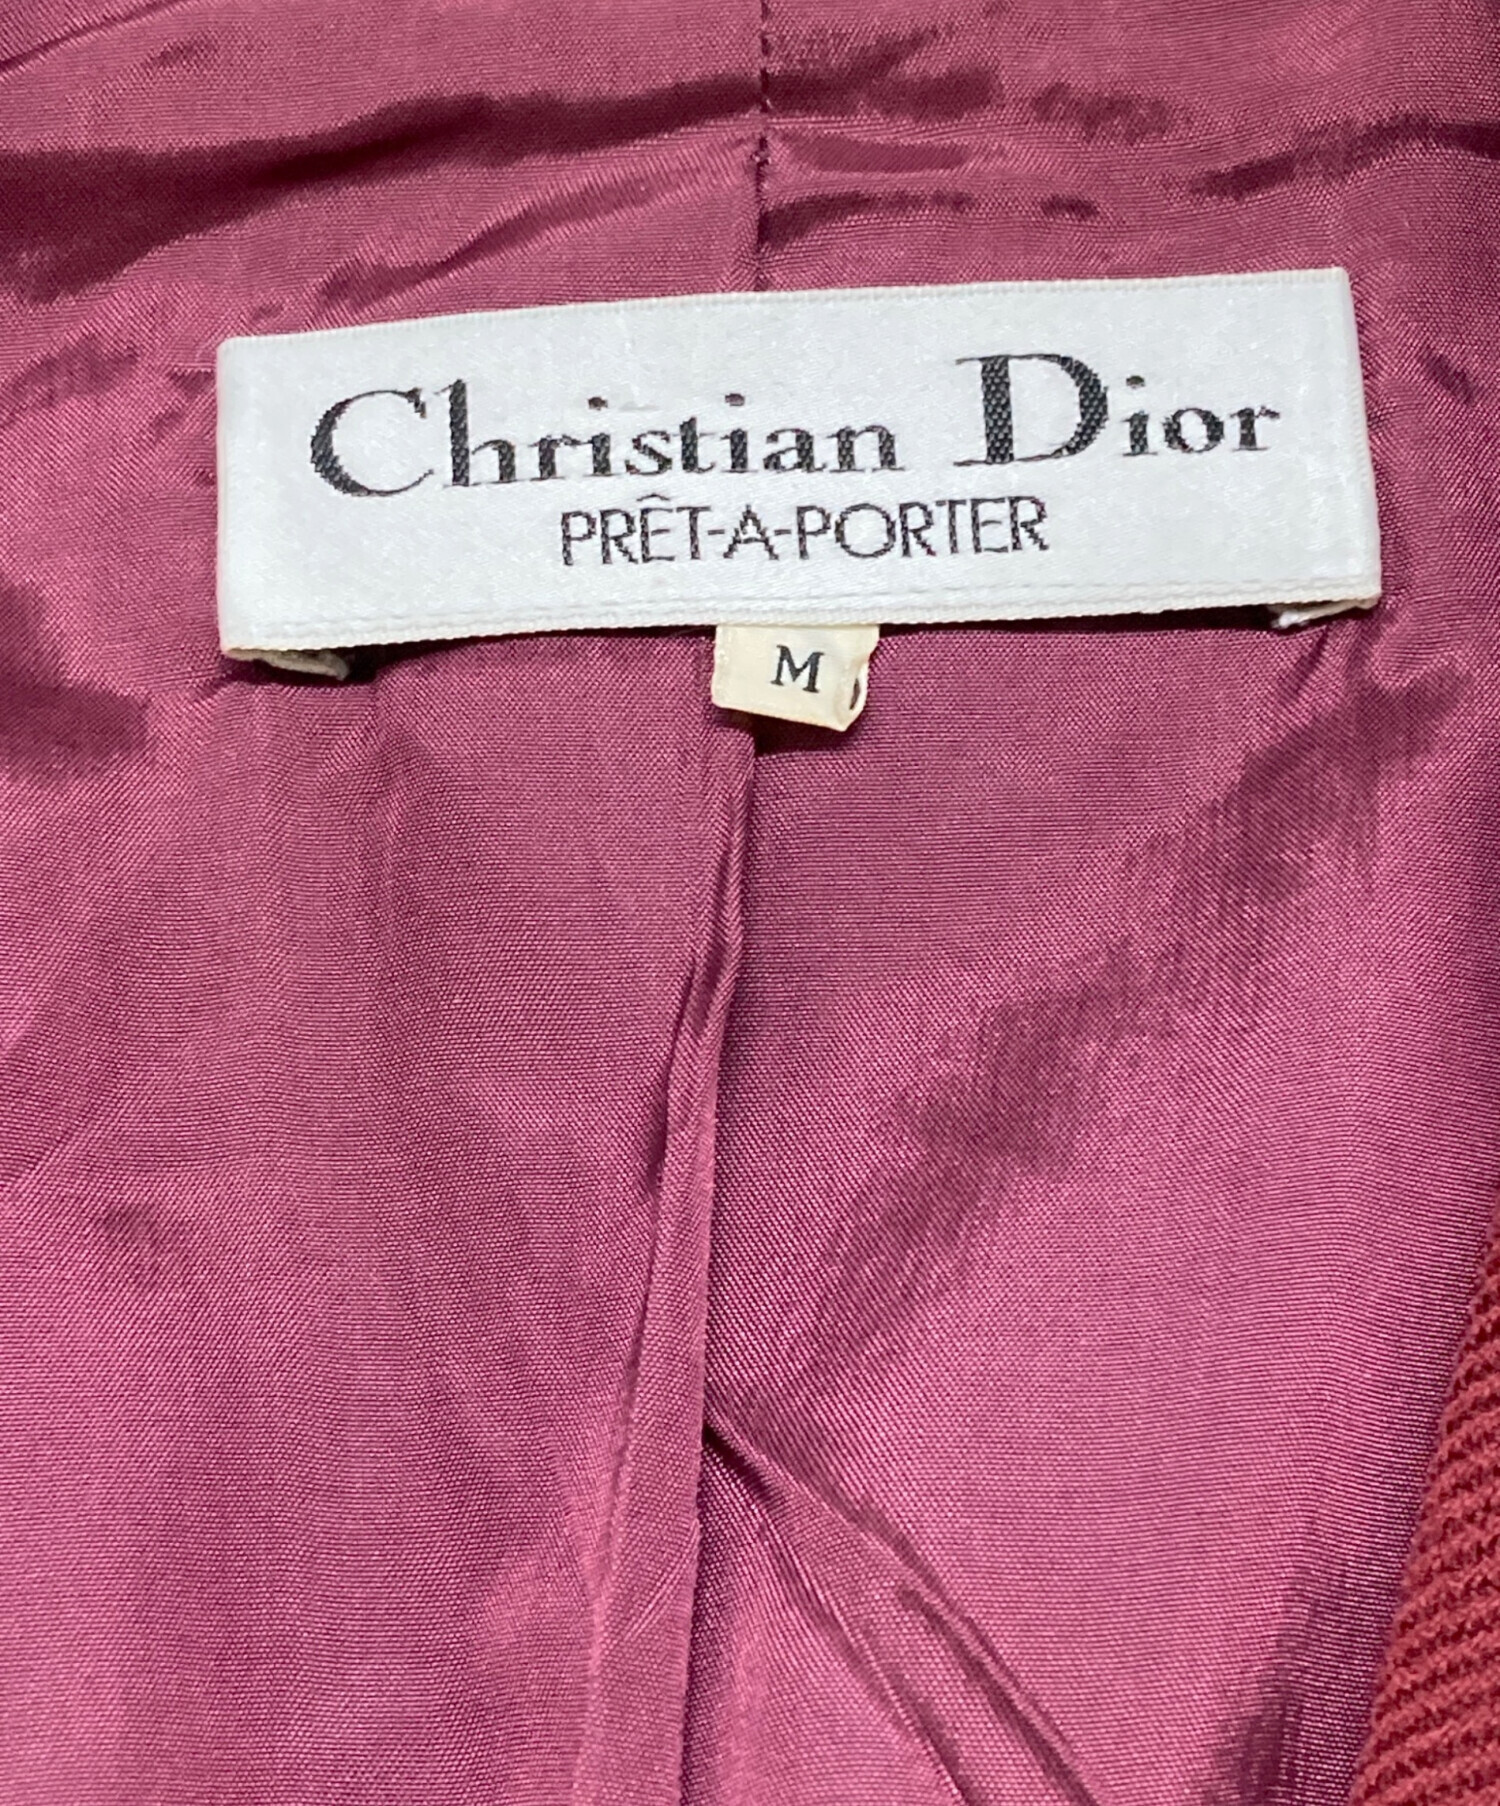 Christian Dior
PRÊT-A-PORTER
M